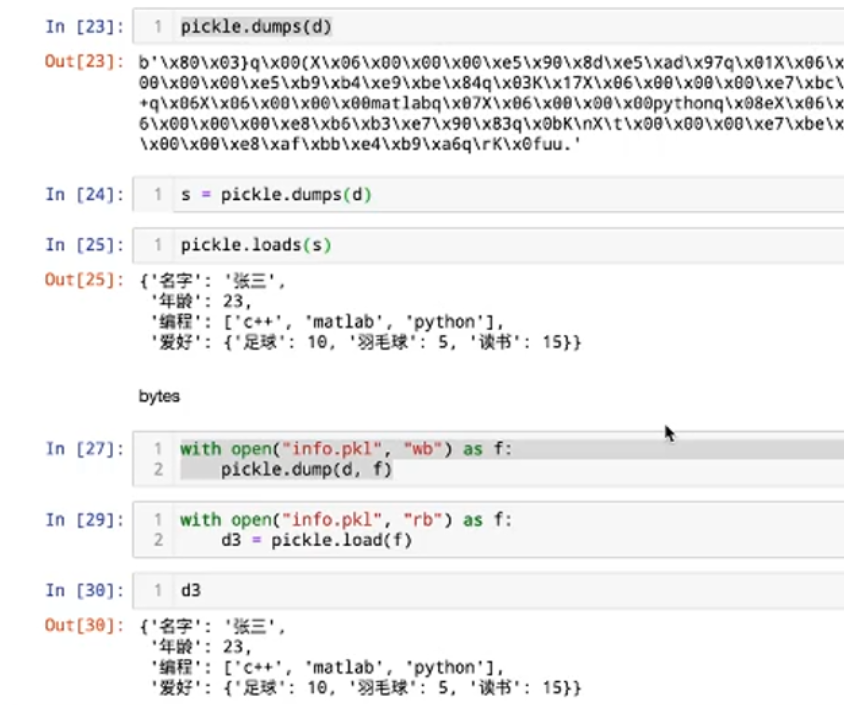 In [23]: 1 pickle.dumps(d)
Out[23]: b'\x80\x03}q\x00(X\x06\x00\x00\x00\xe5\x90\x8d\xe5\xad\x97q\x01X\x06\x
00\x00\x00\xe5\xb9\xb4\xe9\xbe\x84q\x03K\x17X\x06\x00\x00\x00\xe7\xbc\
+q\x06X\x06\x00\x00\x00matlabq\x07X\x06\x00\x00\x00pythonq\x08eX\x06\x
6\x00\x00\x00\xe8\xb6\xb3\xe7\x90\x83q\x0bK\nX\t\x00\x00\x00\xe7\xbe\x
\x00\x00\xe8\xaf\xbb\xe4\xb9\xa6q\rK\x0fuu.'
In [24]: 1 s = pickle.dumps(d)
In [25]: 1 pickle.loads(s)
Out[25]: {'名字': '张三',
'年龄': 23,
'编程': ['c++', 'matlab', 'python'],
'爱好': {'足球': 10, '羽毛球': 5, '读书': 15}}
bytes
In [27]: 1 with open("info.pkl", "wb") as f:
2 pickle.dump(d, f)
In [29]: 1 with open("info.pkl", "rb") as f:
2 d3 = pickle.load(f)
In [30]: 1 d3
Out[30]: {'名字': '张三',
'年龄': 23,
'编程': ['c++', 'matlab', 'python'],
'爱好': {'足球': 10, '羽毛球': 5, '读书': 15}}